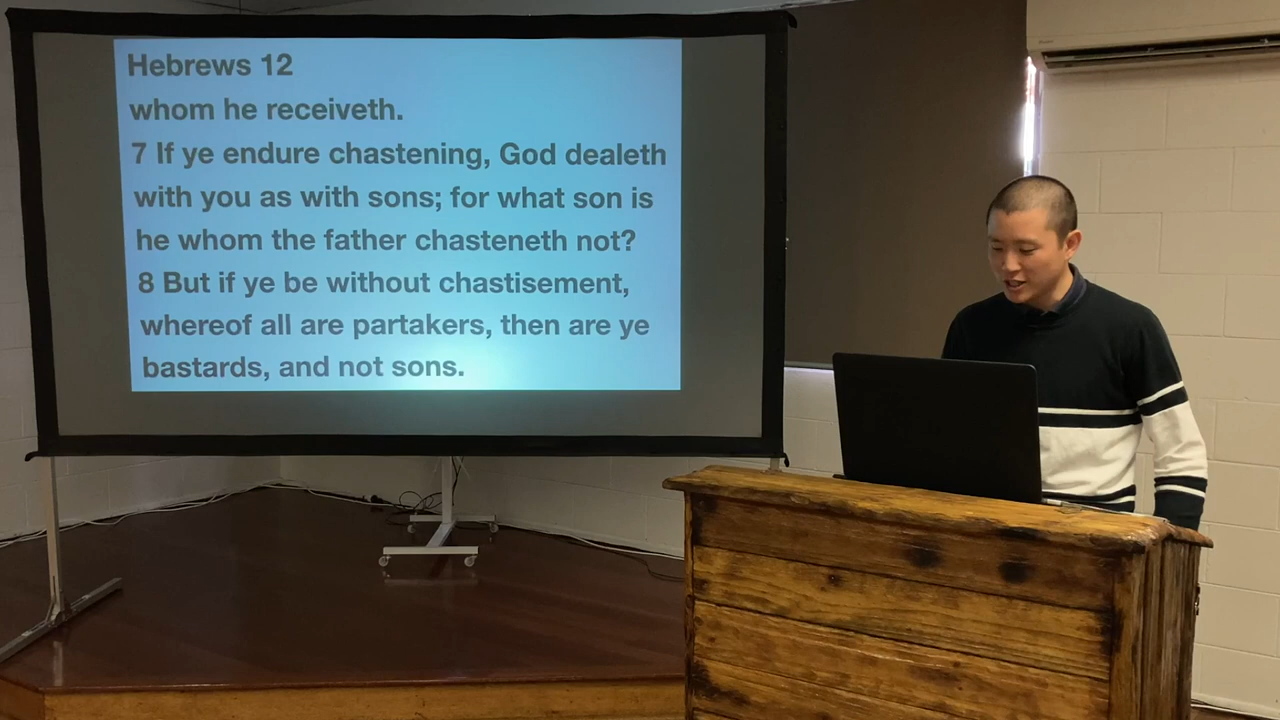 Hebrews 12
whom he receiveth.
7 If ye endure chastening, God dealeth
with you as with sons; for what son is
he whom the father chasteneth not?
8 But if ye be without chastisement,
whereof all are partakers, then are ye
bastards, and not sons.